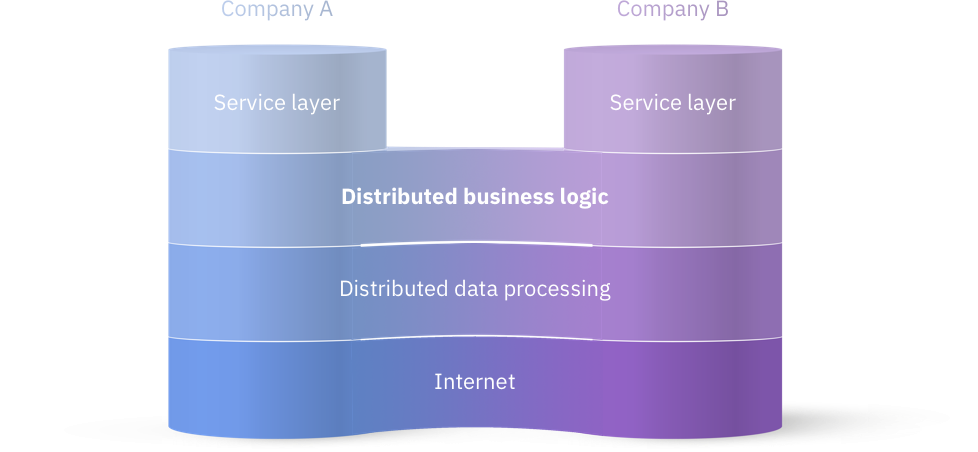 Company A
Company B
Service layer
Service layer
Distributed business logic
Distributed data processing
Internet